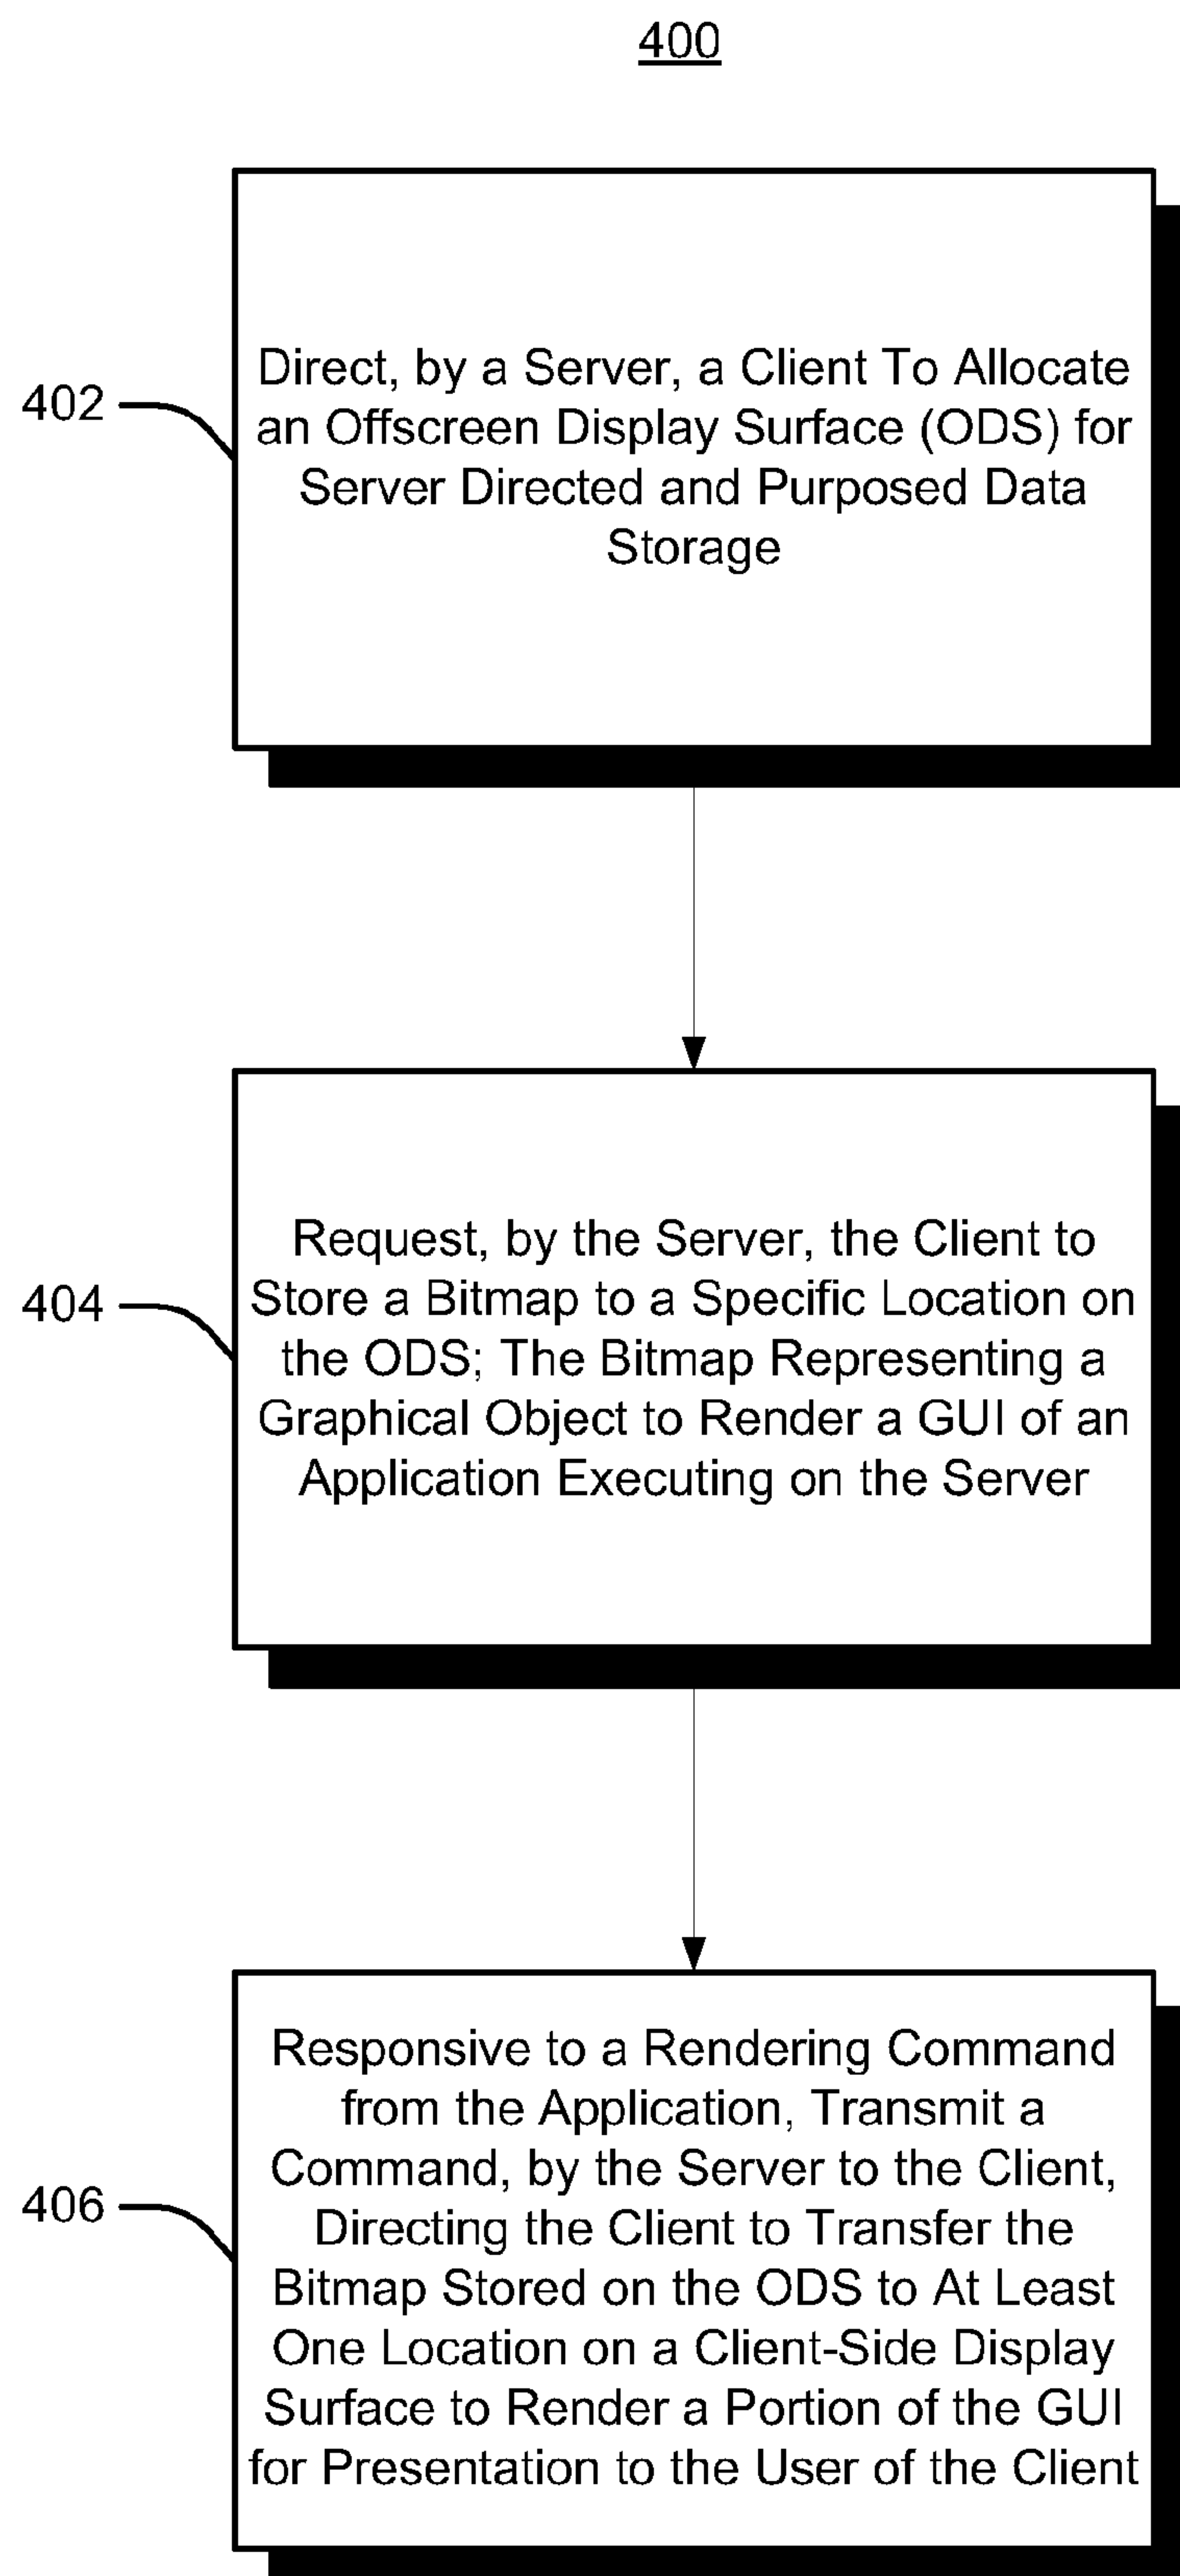 400
402
Direct, by a Server, a Client To Allocate
an Offscreen Display Surface (ODS) for
Server Directed and Purposed Data
Storage
404
Request, by the Server, the Client to
Store a Bitmap to a Specific Location on
the ODS; The Bitmap Representing a
Graphical Object to Render a GUI of an
Application Executing on the Server
406
Responsive to a Rendering Command
from the Application, Transmit a
Command, by the Server to the Client,
Directing the Client to Transfer the
Bitmap Stored on the ODS to At Least
One Location on a Client-Side Display
Surface to Render a Portion of the GUI
for Presentation to the User of the Client